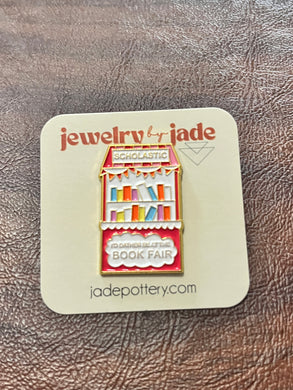 jewelry by jade
SCHOLASTIC
I'D RATHER BE AT THE
BOOK FAIR
jadepottery.com